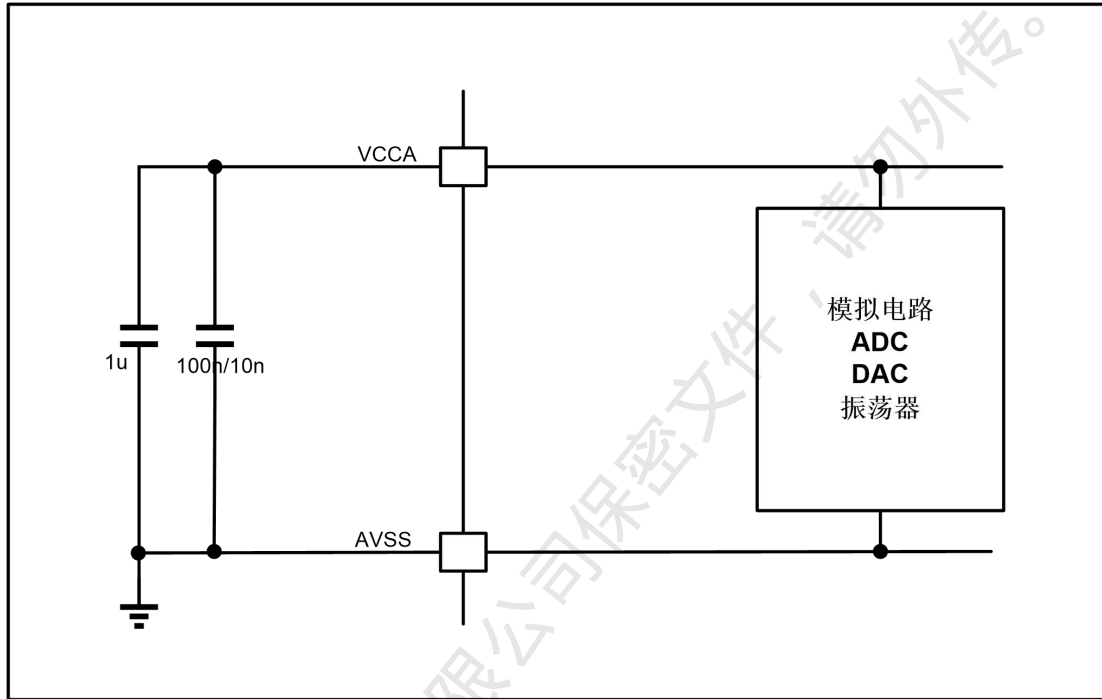 VCCA
1u
100n/10n
模拟电路
ADC
DAC
振荡器
AVSS
限公司保密文件，请勿外传。